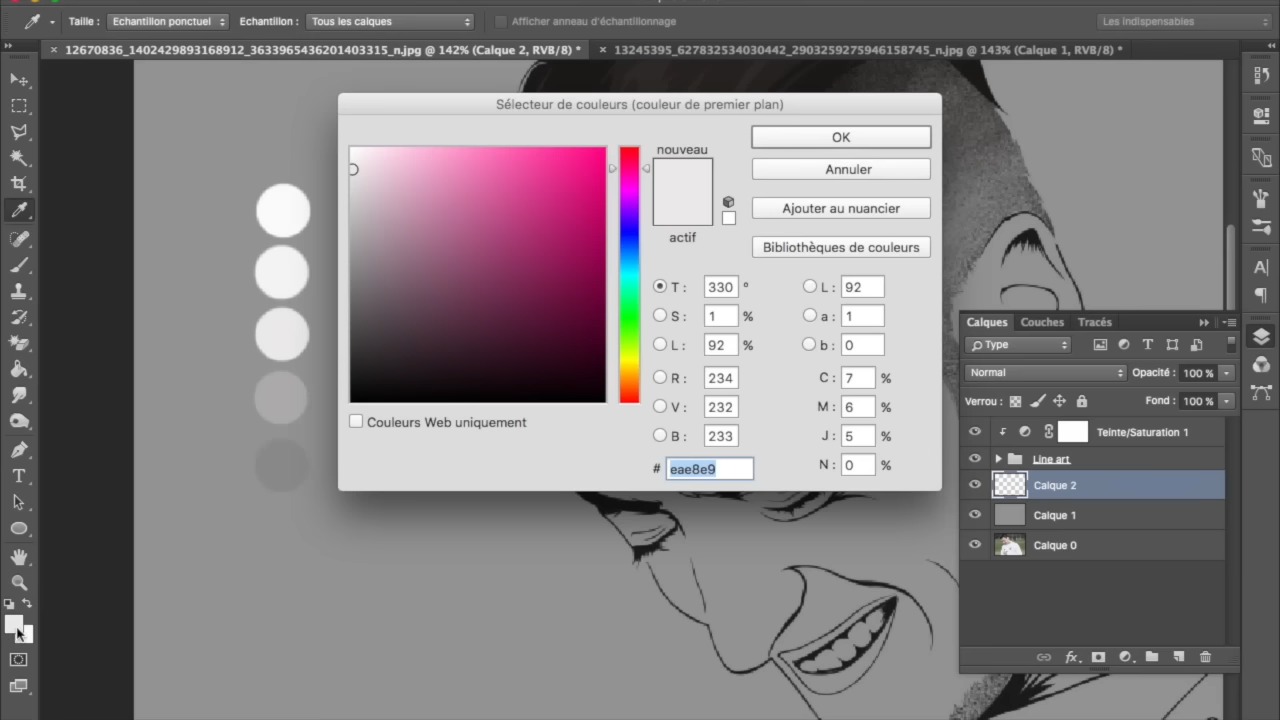 Taille : Echantillon ponctuel Echantillon : Tous les calques Afficher anneau d'échantillonnage Les indispensables
× 12670836_1402429893168912_3633965436201403315_n.jpg @ 142% (Calque 2, RVB/8) * × 13245395_627832534030442_2903259275946158745_n.jpg @ 143% (Calque 1, RVB/8) *
Sélecteur de couleurs (couleur de premier plan)
nouveau
actif
OK
Annuler
Ajouter au nuancier
Bibliothèques de couleurs
T : 330 ° L : 92
S : 1 % a : 1
L : 92 % b : 0
R : 234 C : 7 %
V : 232 M : 6 %
B : 233 J : 5 %
# eae8e9 N : 0 %
Couleurs Web uniquement
Calques Couches Tracés
Type
Normal Opacité : 100 %
Verrou : Fond : 100 %
Teinte/Saturation 1
Line art
Calque 2
Calque 1
Calque 0
fx